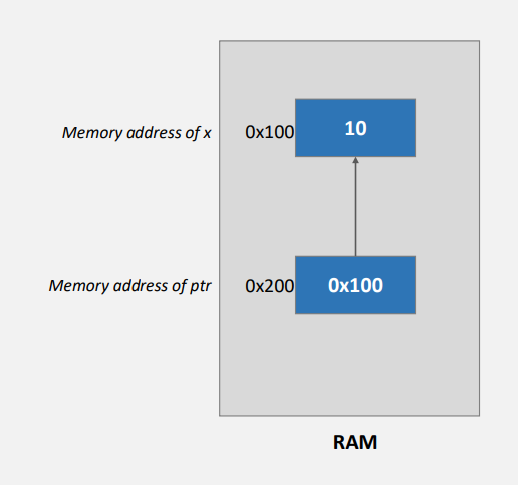 Memory address of x 0x100 10
Memory address of ptr 0x200 0x100
RAM